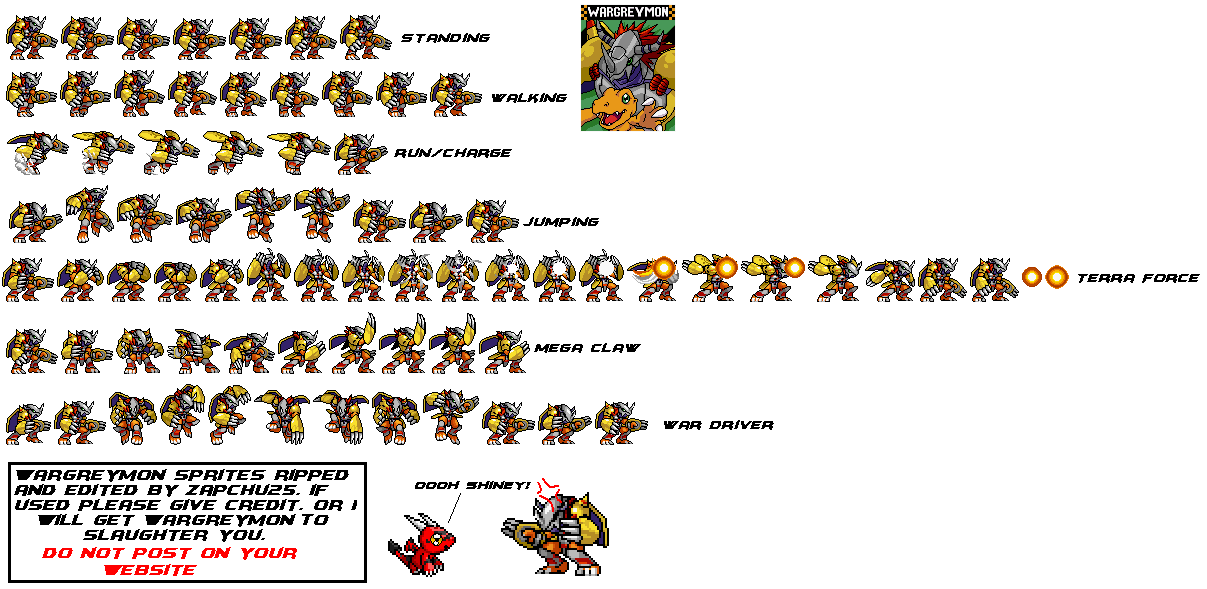 WARGREYMON
STANDING
WALKING
RUN/CHARGE
JUMPING
TERRA FORCE
MEGA CLAW
WAR DRIVER
WARGREYMON SPRITES RIPPED
AND EDITED BY ZAPCHU25. IF
USED PLEASE GIVE CREDIT, OR I
WILL GET WARGREYMON TO
SLAUGHTER YOU.
DO NOT POST ON YOUR
WEBSITE
OOOH SHINEY!